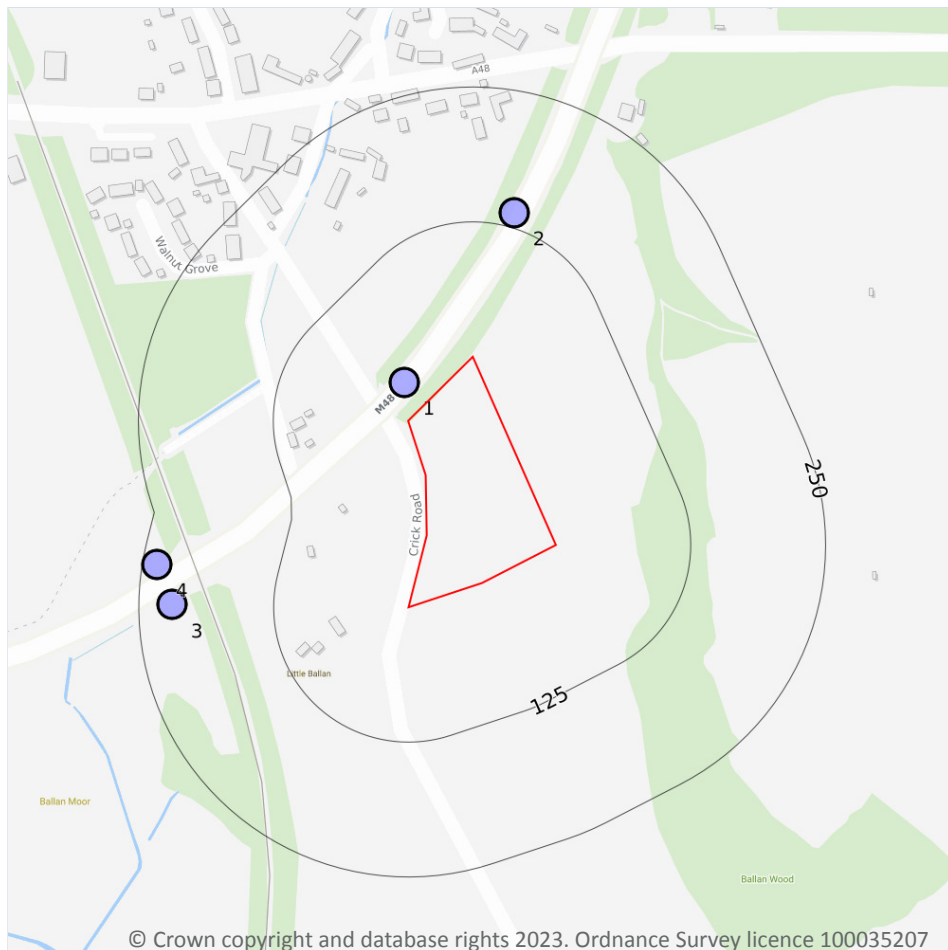 A48
Walnut Grove
2
M48
1
250
Crick Road
4
3
Little Ballan
125
Ballan Moor
Ballan Wood
© Crown copyright and database rights 2023. Ordnance Survey licence 100035207